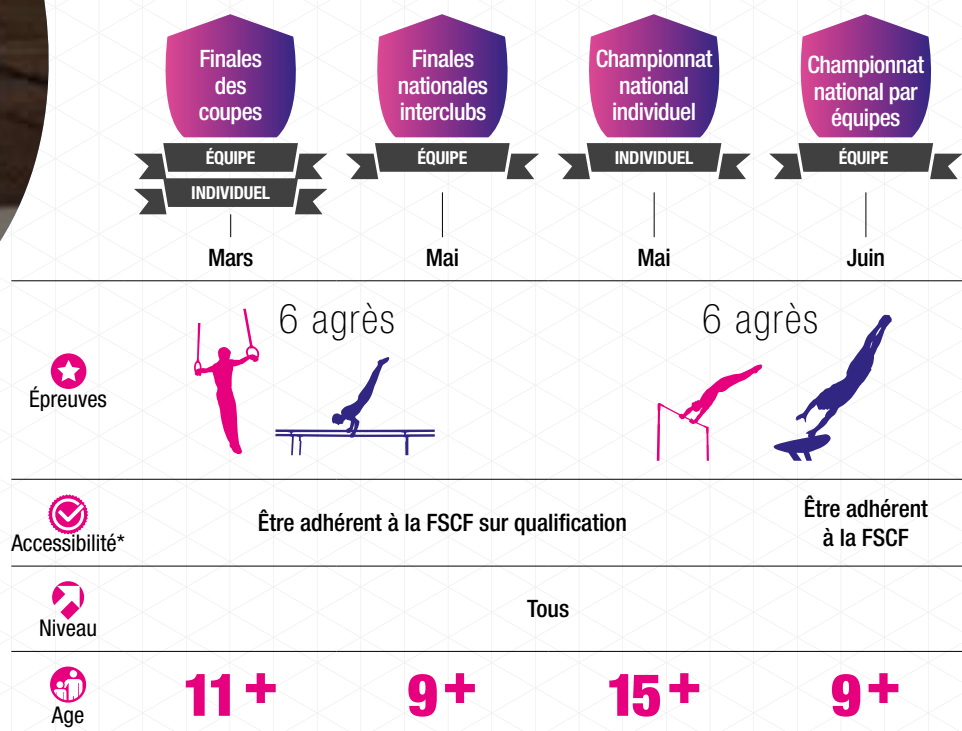 Finales
des
coupes
ÉQUIPE
INDIVIDUEL
Mars
Finales
nationales
interclubs
ÉQUIPE
Mai
Championnat
national
individuel
INDIVIDUEL
Mai
Championnat
national par
équipes
ÉQUIPE
Juin
Épreuves
6 agrès
6 agrès
Accessibilité*
Être adhérent à la FSCF sur qualification
Être adhérent
à la FSCF
Niveau
Tous
Age
11+
9+
15+
9+